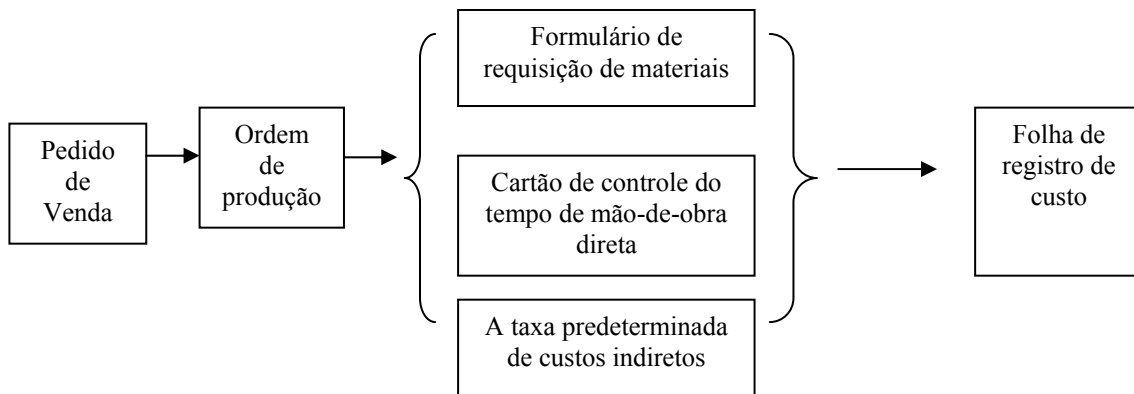 Pedido
de
Venda
Ordem
de
produção
Formulário de
requisição de materiais
Cartão de controle do
tempo de mão-de-obra
direta
A taxa predeterminada
de custos indiretos
Folha de
registro de
custo